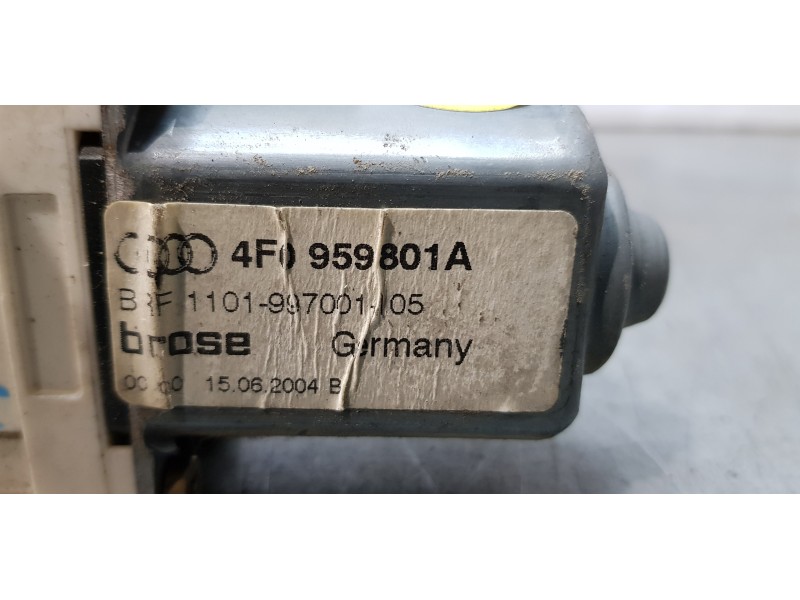 4F0 959801A
BRF 1101-997001-105
brose Germany
15.06.2004 B